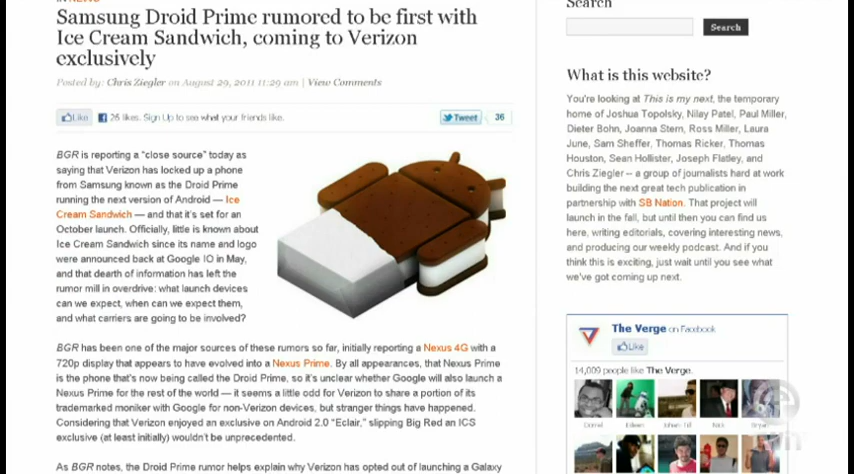 Samsung Droid Prime rumored to be first with
Ice Cream Sandwich, coming to Verizon
exclusively
Posted by: Chris Ziegler on August 29, 2011 11:29 am | View Comments
Like
26 likes. Sign Up to see what your friends like.
Tweet
36
BGR is reporting a "close source" today as
saying that Verizon has locked up a phone
from Samsung known as the Droid Prime
running the next version of Android — Ice
Cream Sandwich — and that it's set for an
October launch. Officially, little is known about
Ice Cream Sandwich since its name and logo
were announced back at Google IO in May,
and that dearth of information has left the
rumor mill in overdrive: what launch devices
can we expect, when can we expect them,
and what carriers are going to be involved?
BGR has been one of the major sources of these rumors so far, initially reporting a Nexus 4G with a
720p display that appears to have evolved into a Nexus Prime. By all appearances, that Nexus Prime
is the phone that's now being called the Droid Prime, so it's unclear whether Google will also launch a
Nexus Prime for the rest of the world — it seems a little odd for Verizon to share a portion of its
trademarked moniker with Google for non-Verizon devices, but stranger things have happened.
Considering that Verizon enjoyed an exclusive on Android 2.0 "Eclair," slipping Big Red an ICS
exclusive (at least initially) wouldn't be unprecedented.
As BGR notes, the Droid Prime rumor helps explain why Verizon has opted out of launching a Galaxy
Search
Search
What is this website?
You're looking at This is my next, the temporary
home of Joshua Topolsky, Nilay Patel, Paul Miller,
Dieter Bohn, Joanna Stern, Ross Miller, Laura
June, Sam Sheffer, Thomas Ricker, Thomas
Houston, Sean Hollister, Joseph Flatley, and
Chris Ziegler -- a group of journalists hard at work
building the next great tech publication in
partnership with SB Nation. That project will
launch in the fall, but until then you can find us
here, writing editorials, covering interesting news,
and producing our weekly podcast. And if you
think this is exciting, just wait until you see what
we've got coming up next.
The Verge on Facebook
Like
14,009 people like The Verge.